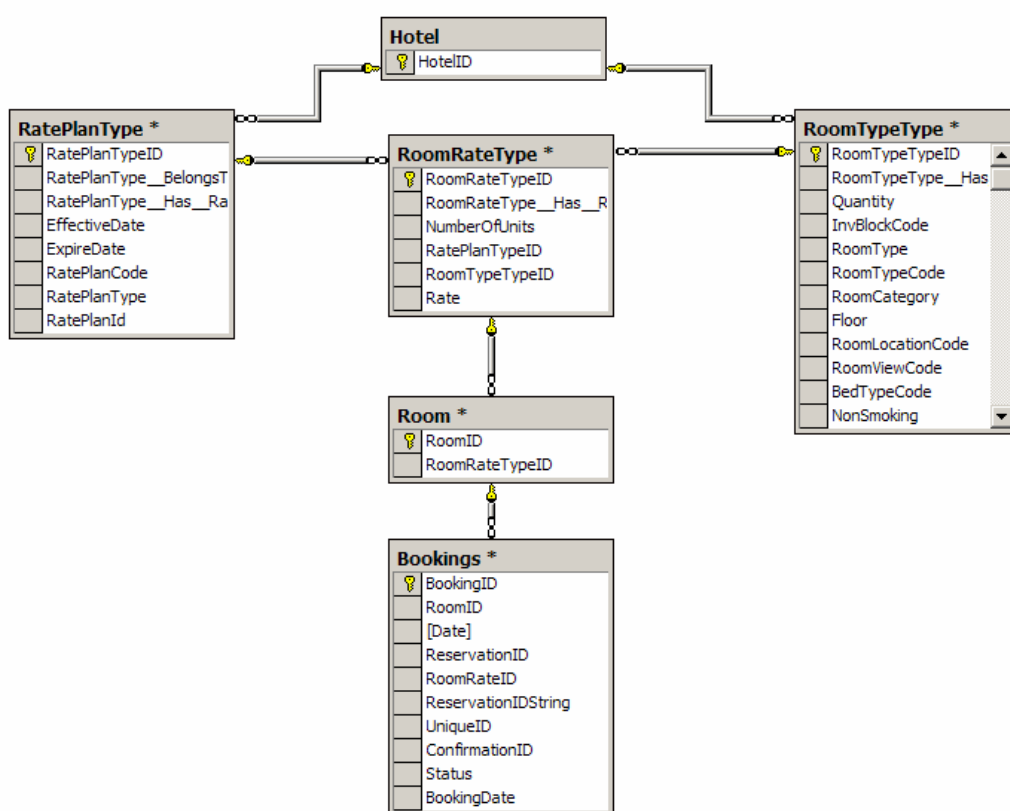 Hotel
HotelID
RatePlanType *
RatePlanTypeID
RatePlanType__BelongsT
RatePlanType__Has__Ra
EffectiveDate
ExpireDate
RatePlanCode
RatePlanType
RatePlanId
RoomRateType *
RoomRateTypeID
RoomRateType__Has__R
NumberOfUnits
RatePlanTypeID
RoomTypeTypeID
Rate
RoomTypeType *
RoomTypeTypeID
RoomTypeType__Has
Quantity
InvBlockCode
RoomType
RoomTypeCode
RoomCategory
Floor
RoomLocationCode
RoomViewCode
BedTypeCode
NonSmoking
Room *
RoomID
RoomRateTypeID
Bookings *
BookingID
RoomID
[Date]
ReservationID
RoomRateID
ReservationIDString
UniqueID
ConfirmationID
Status
BookingDate